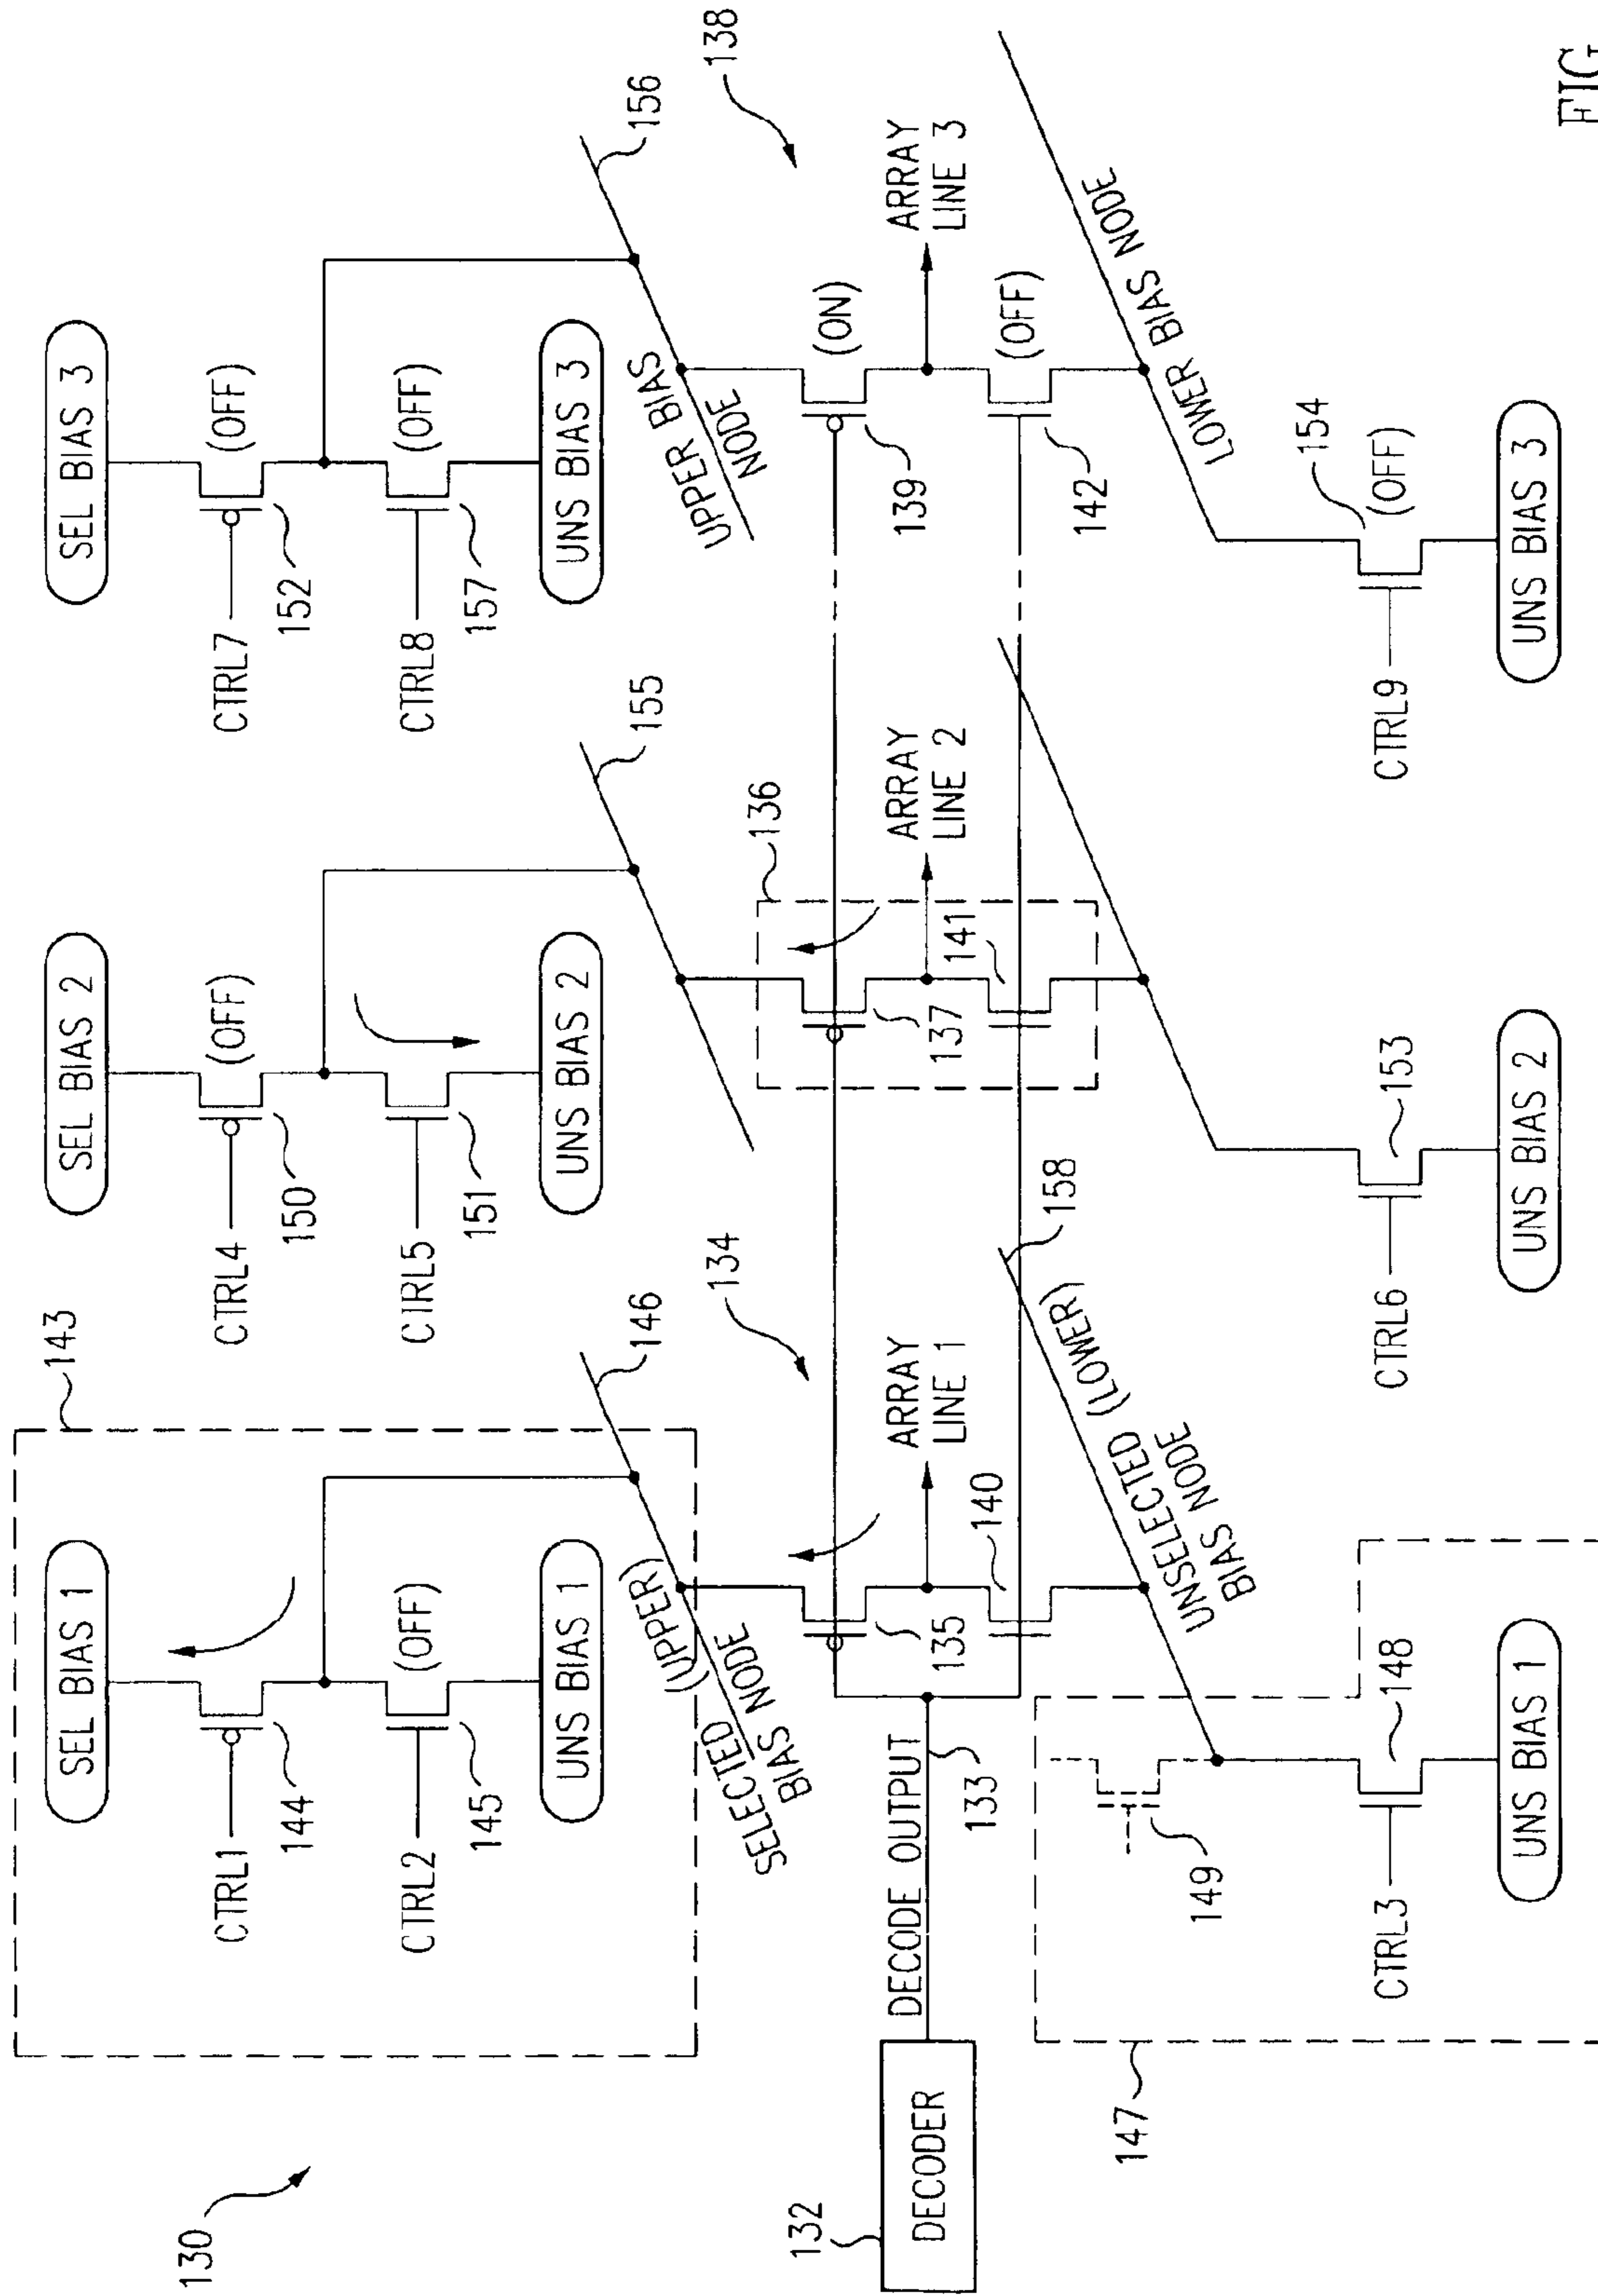 130
143
SEL BIAS 1
SEL BIAS 2
SEL BIAS 3
CTRL1
144
CTRL4
(OFF)
150
CTRL7
(OFF)
152
CTRL2
(OFF)
145
CTRL5
151
CTRL8
(OFF)
157
UNS BIAS 1
UNS BIAS 2
UNS BIAS 3
146
155
156
SELECTED (UPPER)
BIAS NODE
UPPER BIAS
NODE
134
136
138
132
DECODER
DECODE OUTPUT
133
135
137
139
(ON)
ARRAY
LINE 1
ARRAY
LINE 2
ARRAY
LINE 3
140
141
142
(OFF)
158
UNSELECTED (LOWER)
BIAS NODE
LOWER BIAS NODE
147
149
148
153
154
(OFF)
CTRL3
CTRL6
CTRL9
UNS BIAS 1
UNS BIAS 2
UNS BIAS 3
FIG